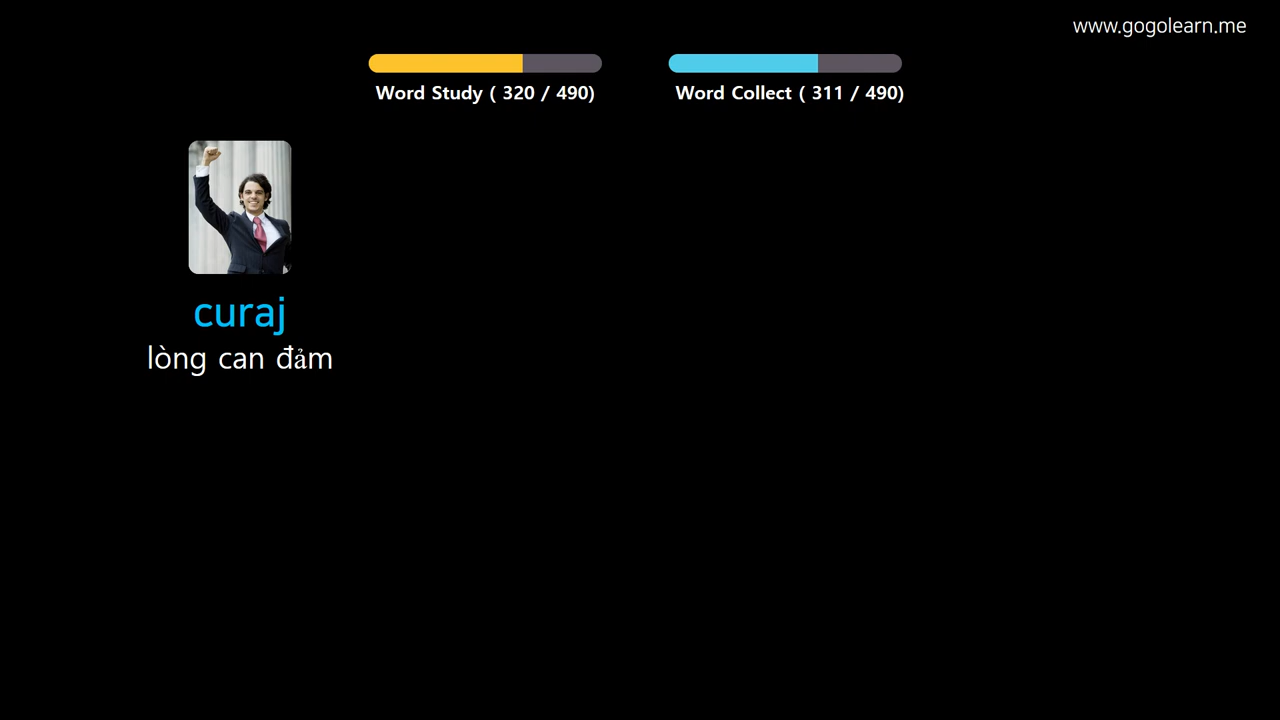 www.gogolearn.me
Word Study ( 320 / 490)
Word Collect ( 311 / 490)
curaj
lòng can đảm